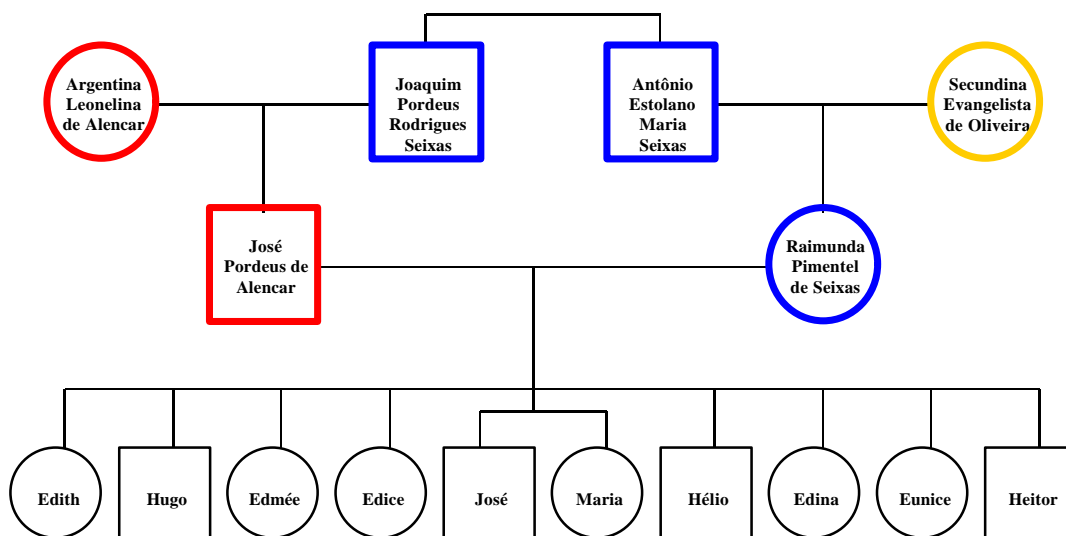 Argentina
Leonelina
de Alencar
Joaquim
Pordeus
Rodrigues
Seixas
Antônio
Estolano
Maria
Seixas
Secundina
Evangelista
de Oliveira
José
Pordeus de
Alencar
Raimunda
Pimentel
de Seixas
Edith
Hugo
Edmée
Edice
José
Maria
Hélio
Edina
Eunice
Heitor